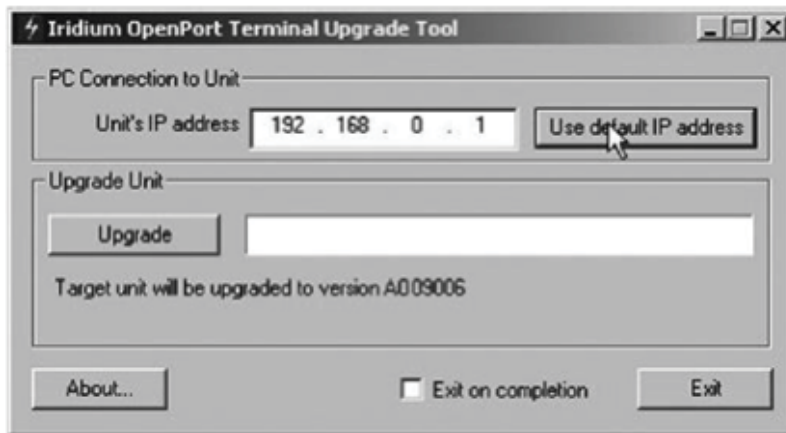 Iridium OpenPort Terminal Upgrade Tool
PC Connection to Unit
Unit's IP address 192 . 168 . 0 . 1 Use default IP address
Upgrade Unit
Upgrade
Target unit will be upgraded to version A009006
About... Exit on completion Exit